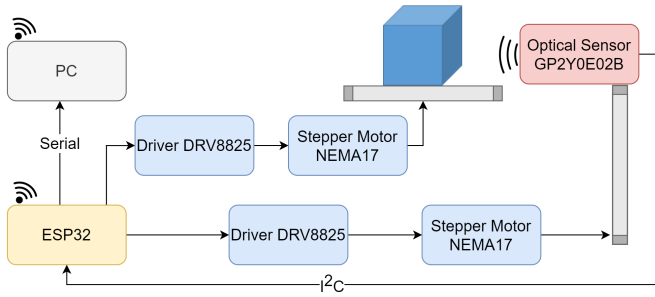 PC
Optical Sensor
GP2Y0E02B
Serial
Driver DRV8825
Stepper Motor
NEMA17
ESP32
Driver DRV8825
Stepper Motor
NEMA17
I²C